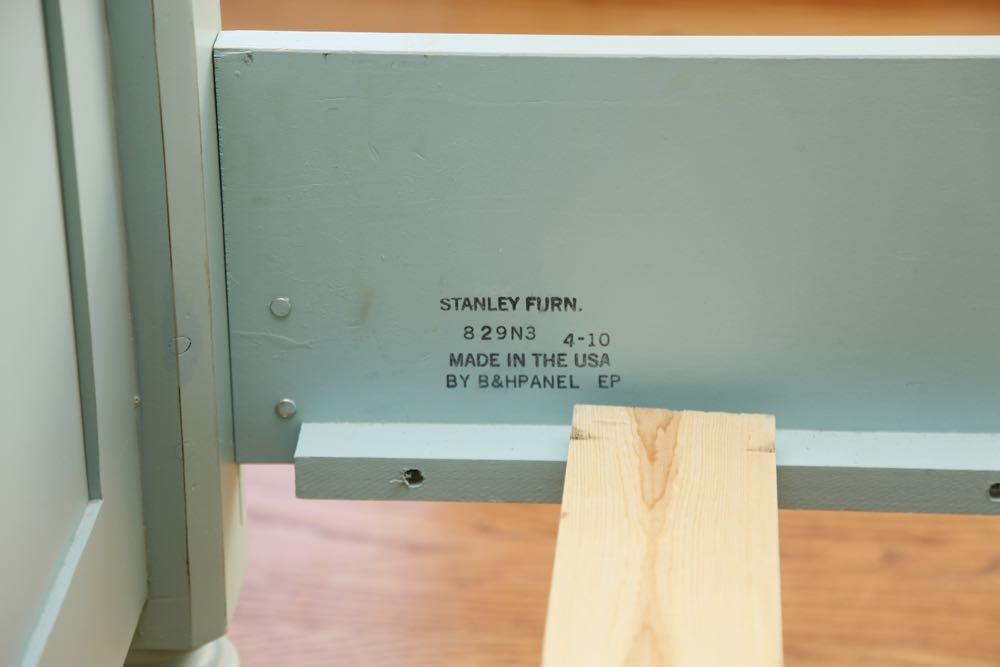 STANLEY FURN.
829N3 4-10
MADE IN THE USA
BY B&HPANEL EP